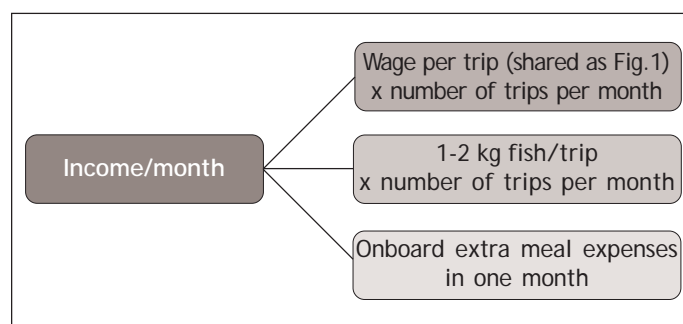 Wage per trip (shared as Fig.1)
x number of trips per month
Income/month
1-2 kg fish/trip
x number of trips per month
Onboard extra meal expenses
in one month